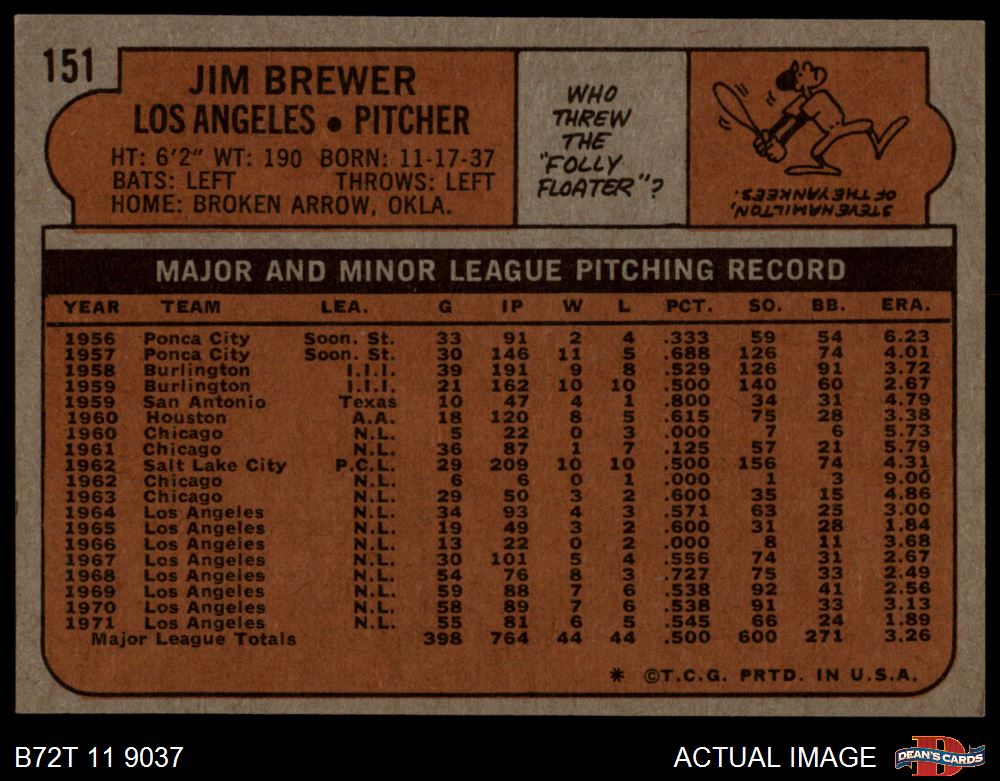 151
JIM BREWER
LOS ANGELES • PITCHER
HT: 6'2" WT: 190 BORN: 11-17-37
BATS: LEFT THROWS: LEFT
HOME: BROKEN ARROW, OKLA.
WHO
THREW
THE
"FOLLY
FLOATER"?
STEVE HAMILTON,
OF THE YANKEES.
MAJOR AND MINOR LEAGUE PITCHING RECORD
YEAR TEAM LEA. G IP W L PCT. SO. BB. ERA.
1956 Ponca City Soon. St. 33 91 2 4 .333 59 54 6.23
1957 Ponca City Soon. St. 30 146 11 5 .688 126 74 4.01
1958 Burlington I.I.I. 39 191 9 8 .529 126 91 3.72
1959 Burlington I.I.I. 21 162 10 10 .500 140 60 2.67
1959 San Antonio Texas 10 47 4 1 .800 34 31 4.79
1960 Houston A.A. 18 120 8 5 .615 75 28 3.38
1960 Chicago N.L. 5 22 0 3 .000 7 6 5.73
1961 Chicago N.L. 36 87 1 7 .125 57 21 5.79
1962 Salt Lake City P.C.L. 29 209 10 10 .500 156 74 4.31
1962 Chicago N.L. 6 6 0 1 .000 1 3 9.00
1963 Chicago N.L. 29 50 3 2 .600 35 15 4.86
1964 Los Angeles N.L. 34 93 4 3 .571 63 25 3.00
1965 Los Angeles N.L. 19 49 3 2 .600 31 28 1.84
1966 Los Angeles N.L. 13 22 0 2 .000 8 11 3.68
1967 Los Angeles N.L. 30 101 5 4 .556 74 31 2.67
1968 Los Angeles N.L. 54 76 8 3 .727 75 33 2.49
1969 Los Angeles N.L. 59 88 7 6 .538 92 41 2.56
1970 Los Angeles N.L. 58 89 7 6 .538 91 33 3.13
1971 Los Angeles N.L. 55 81 6 5 .545 66 24 1.89
Major League Totals 398 764 44 44 .500 600 271 3.26
* ©T.C.G. PRTD. IN U.S.A.
B72T 11 9037 ACTUAL IMAGE
D
DEAN'S CARDS